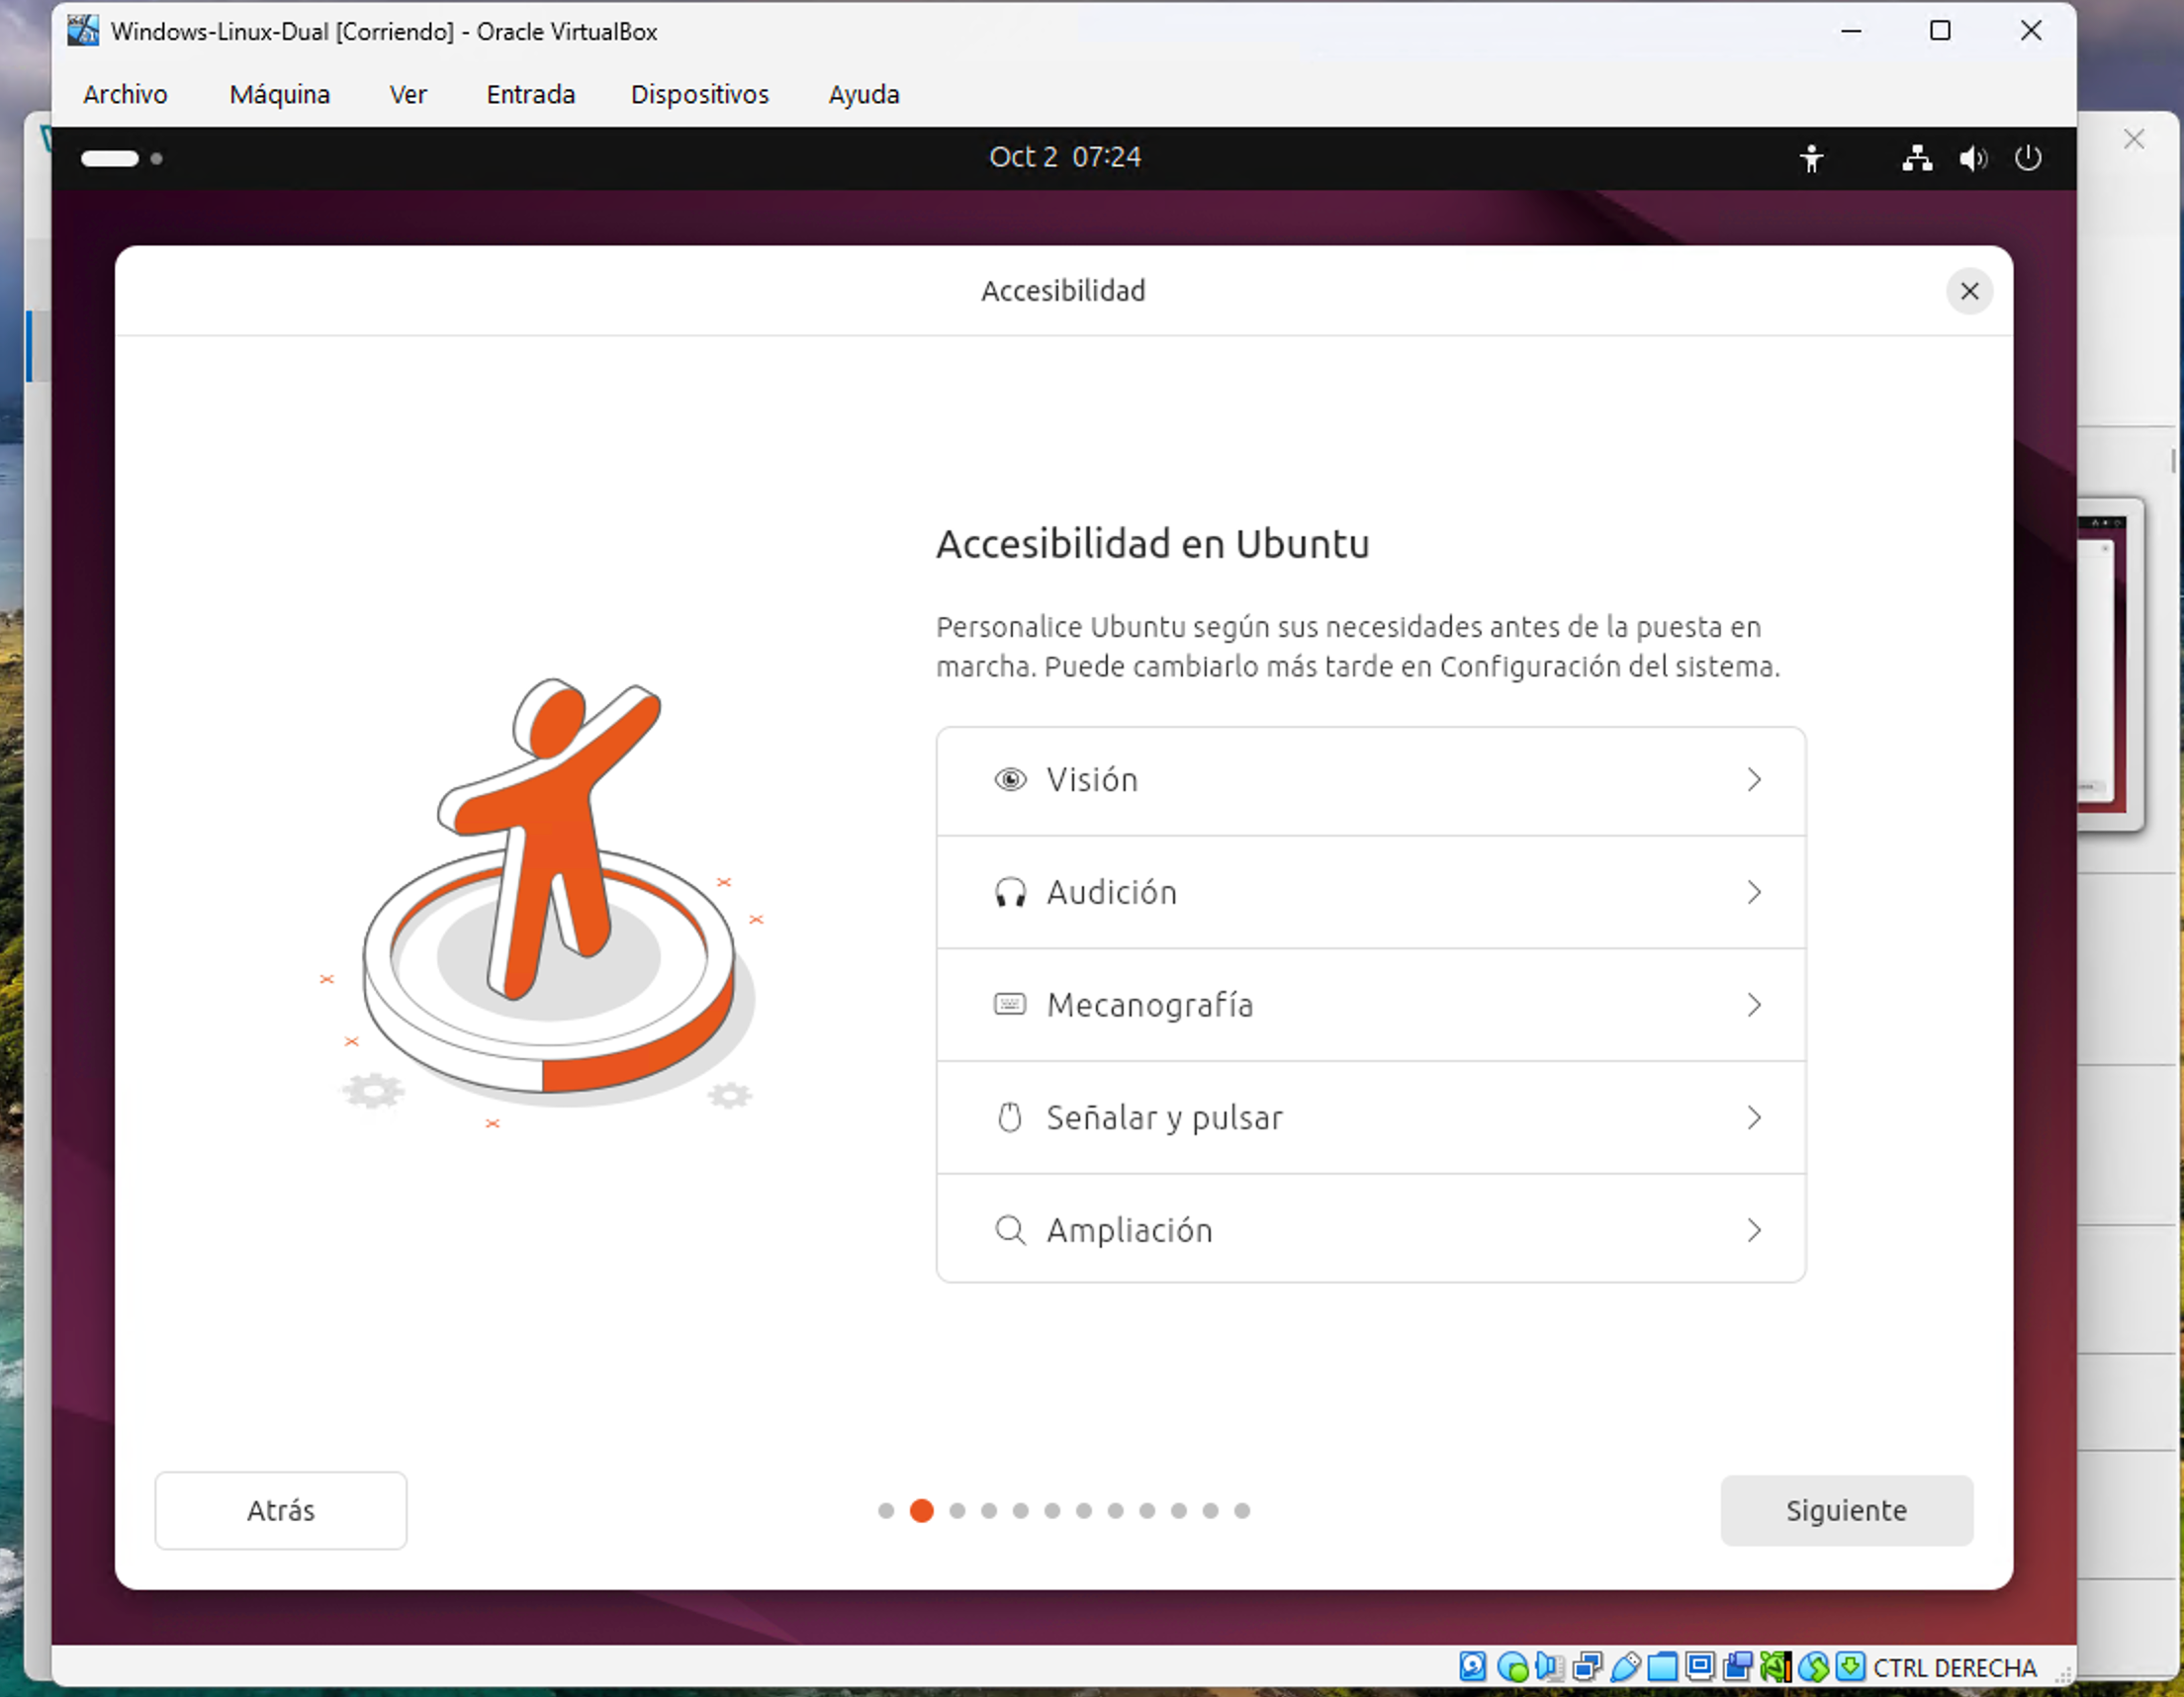 Windows-Linux-Dual [Corriendo] - Oracle VirtualBox
Archivo Máquina Ver Entrada Dispositivos Ayuda
Oct 2 07:24
Accesibilidad
Accesibilidad en Ubuntu
Personalice Ubuntu según sus necesidades antes de la puesta en
marcha. Puede cambiarlo más tarde en Configuración del sistema.
Visión
Audición
Mecanografía
Señalar y pulsar
Ampliación
Atrás
Siguiente
CTRL DERECHA